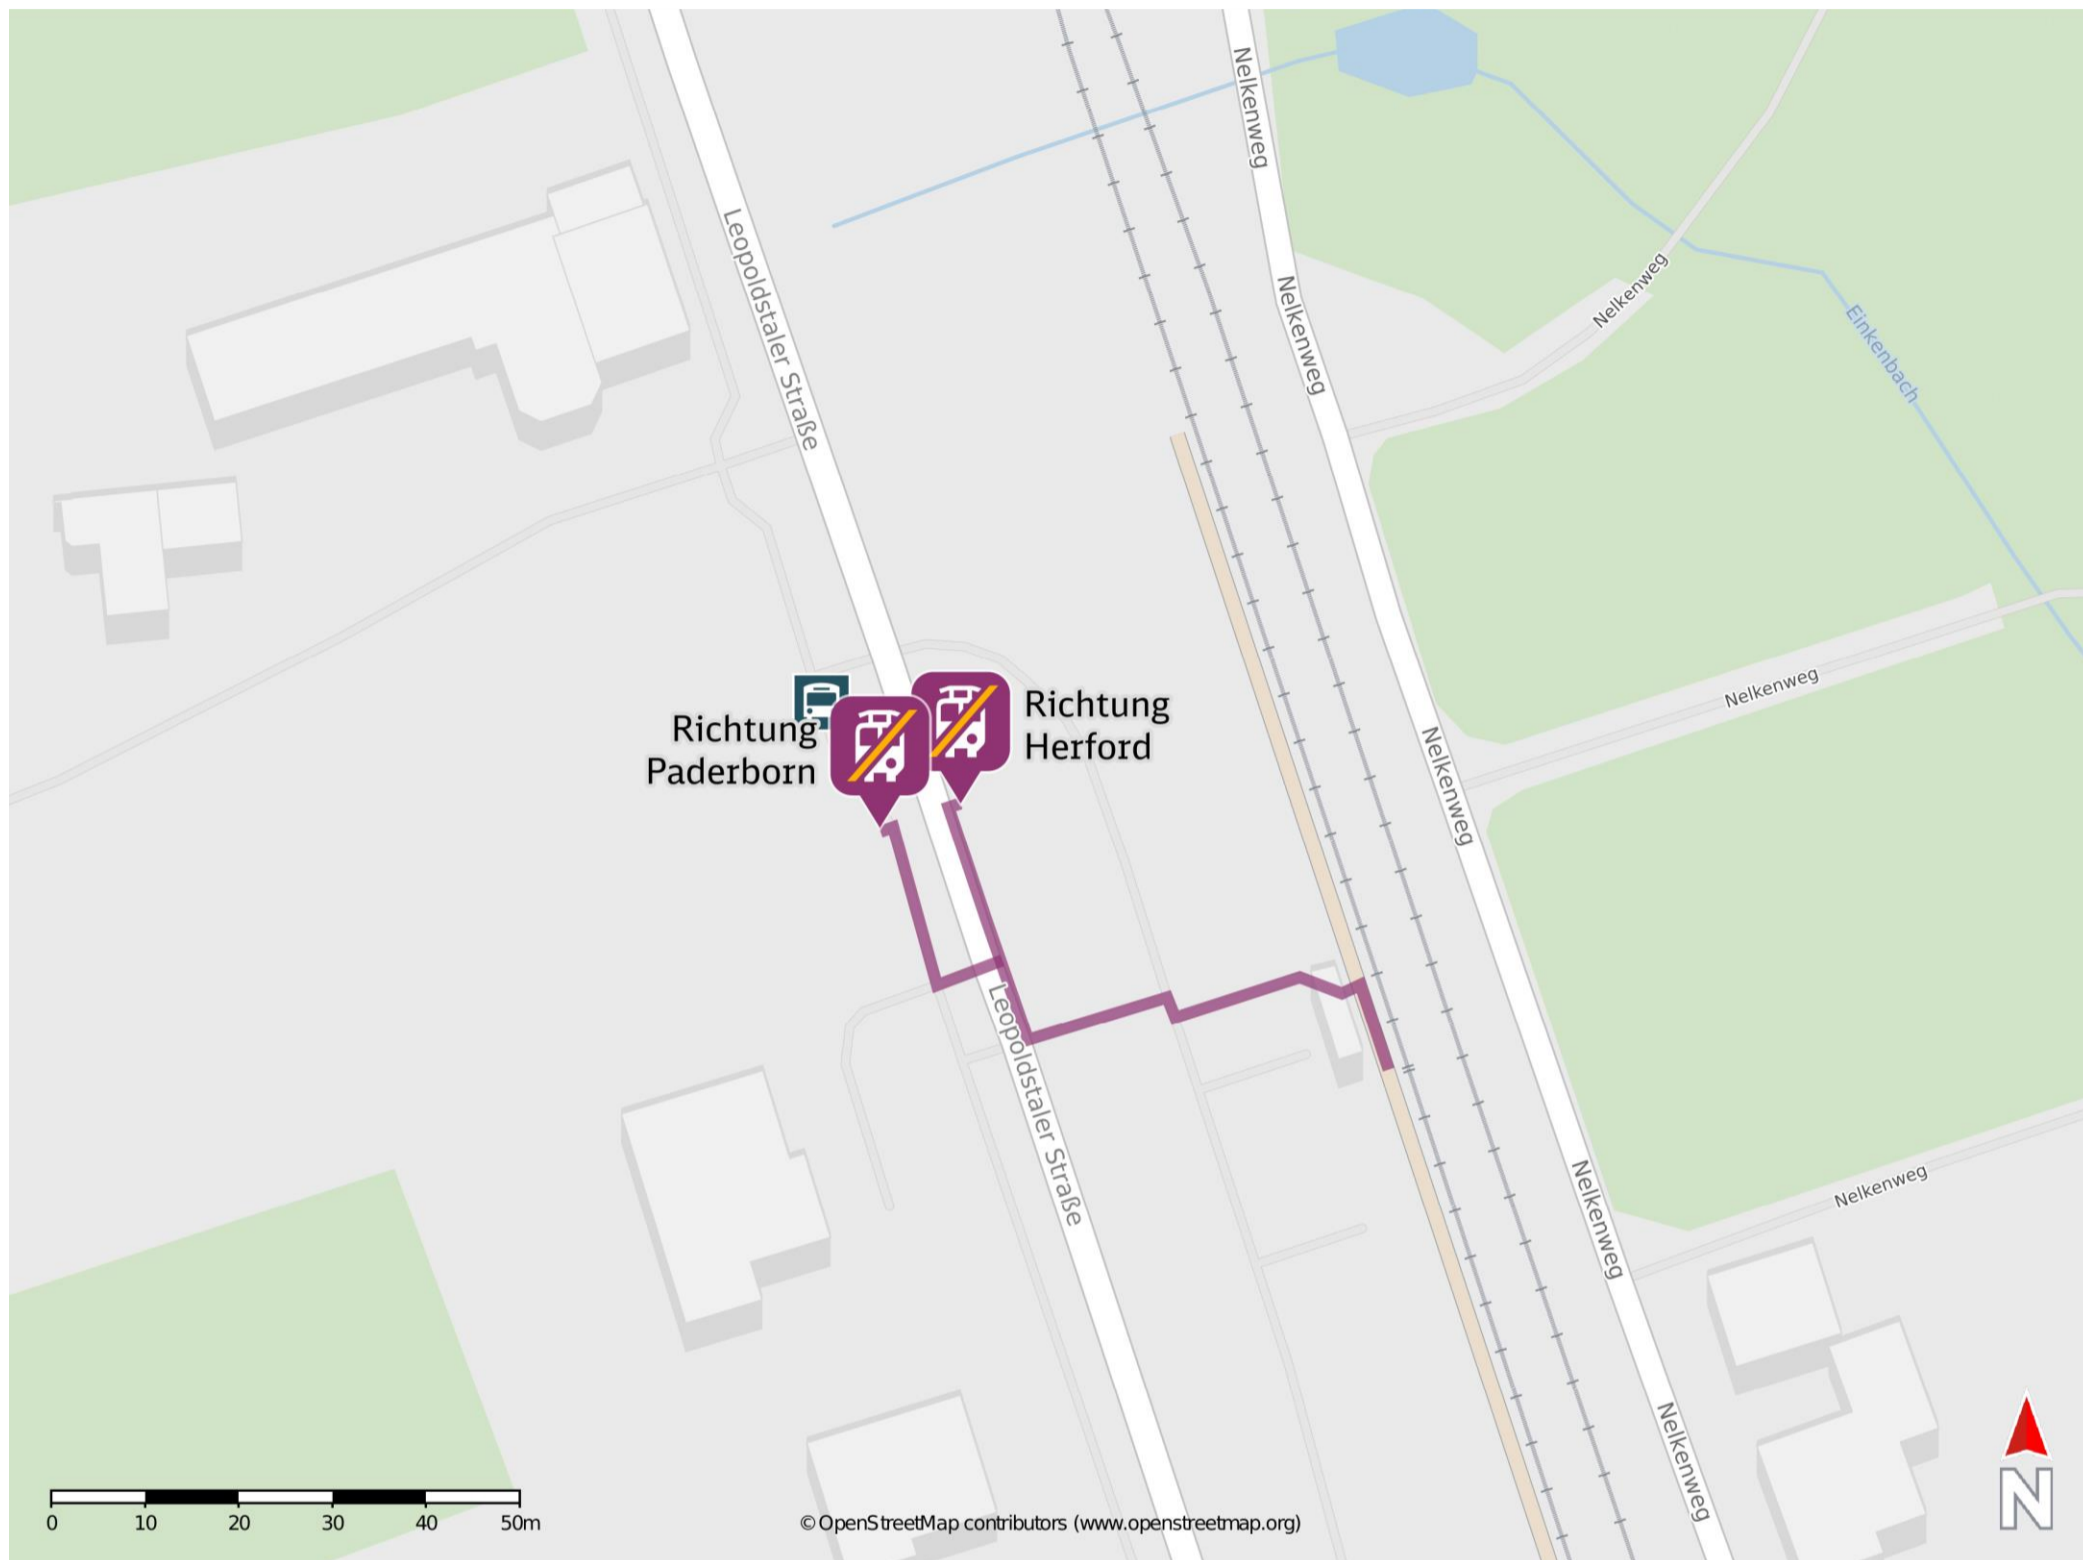 Nelkenweg
Leopoldstaler Straße
Nelkenweg
Nelkenweg
Einkenbach
Richtung
Paderborn
Richtung
Herford
Nelkenweg
Nelkenweg
Leopoldstaler Straße
Nelkenweg
Nelkenweg
Nelkenweg
N
0 10 20 30 40 50m
© OpenStreetMap contributors (www.openstreetmap.org)